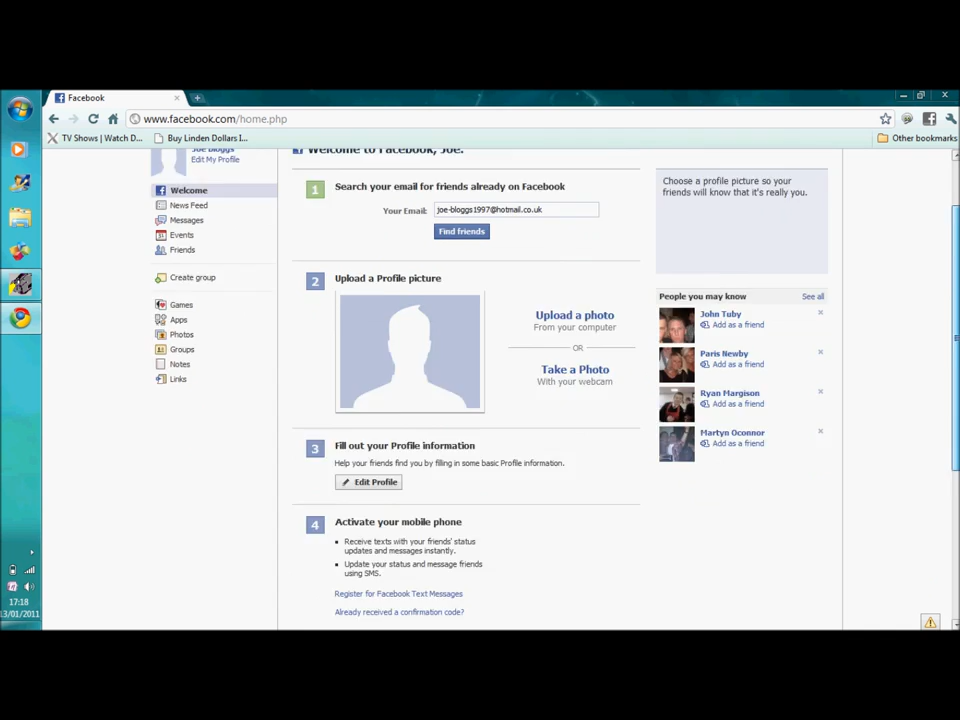 Facebook
www.facebook.com/home.php
TV Shows | Watch D...
Buy Linden Dollars I...
Other bookmarks
Joe Bloggs
Edit My Profile
Welcome
News Feed
Messages
Events
Friends
Create group
Games
Apps
Photos
Groups
Notes
Links
Welcome to Facebook, Joe.
1
Search your email for friends already on Facebook
Your Email:
joe-bloggs1997@hotmail.co.uk
Find friends
2
Upload a Profile picture
Upload a photo
From your computer
OR
Take a Photo
With your webcam
3
Fill out your Profile information
Help your friends find you by filling in some basic Profile information.
Edit Profile
4
Activate your mobile phone
Receive texts with your friends' status
updates and messages instantly.
Update your status and message friends
using SMS.
Register for Facebook Text Messages
Already received a confirmation code?
Choose a profile picture so your
friends will know that it's really you.
People you may know
See all
John Tuby
Add as a friend
Paris Newby
Add as a friend
Ryan Margison
Add as a friend
Martyn Oconnor
Add as a friend
17:18
13/01/2011